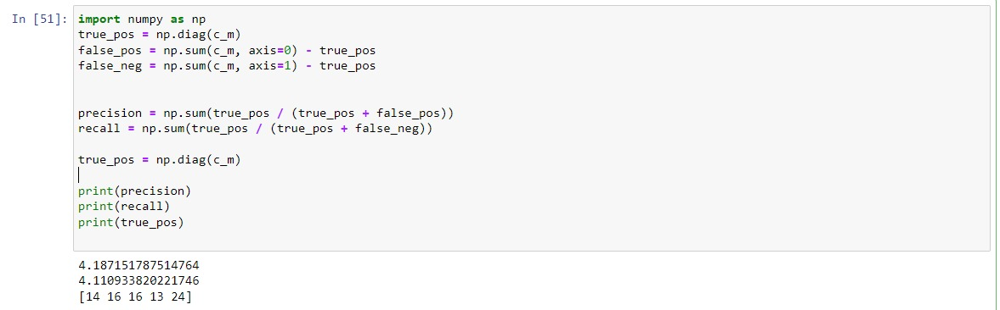 In [51]: import numpy as np
true_pos = np.diag(c_m)
false_pos = np.sum(c_m, axis=0) - true_pos
false_neg = np.sum(c_m, axis=1) - true_pos
precision = np.sum(true_pos / (true_pos + false_pos))
recall = np.sum(true_pos / (true_pos + false_neg))
true_pos = np.diag(c_m)
print(precision)
print(recall)
print(true_pos)
4.187151787514764
4.110933820221746
[14 16 16 13 24]